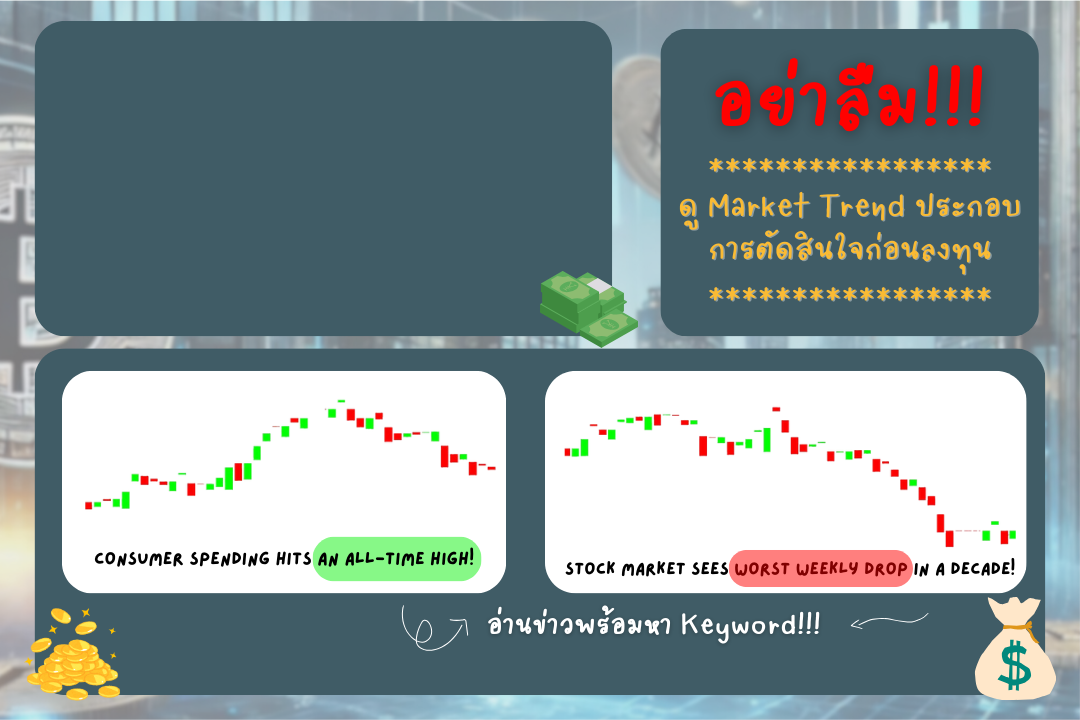 อย่าลืม!!!
*****************
ดู Market Trend ประกอบ
การตัดสินใจก่อนลงทุน
*****************
CONSUMER SPENDING HITS AN ALL-TIME HIGH!
STOCK MARKET SEES WORST WEEKLY DROP IN A DECADE!
อ่านข่าวพร้อมหา Keyword!!!
$